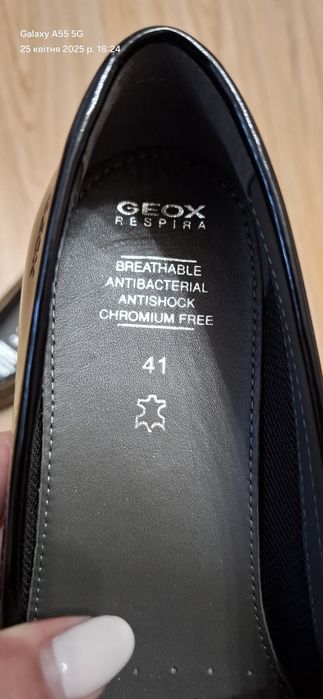 Galaxy A55 5G
25 квітня 2025 р. 18:24
GEOX
RESPIRA
BREATHABLE
ANTIBACTERIAL
ANTISHOCK
CHROMIUM FREE
41